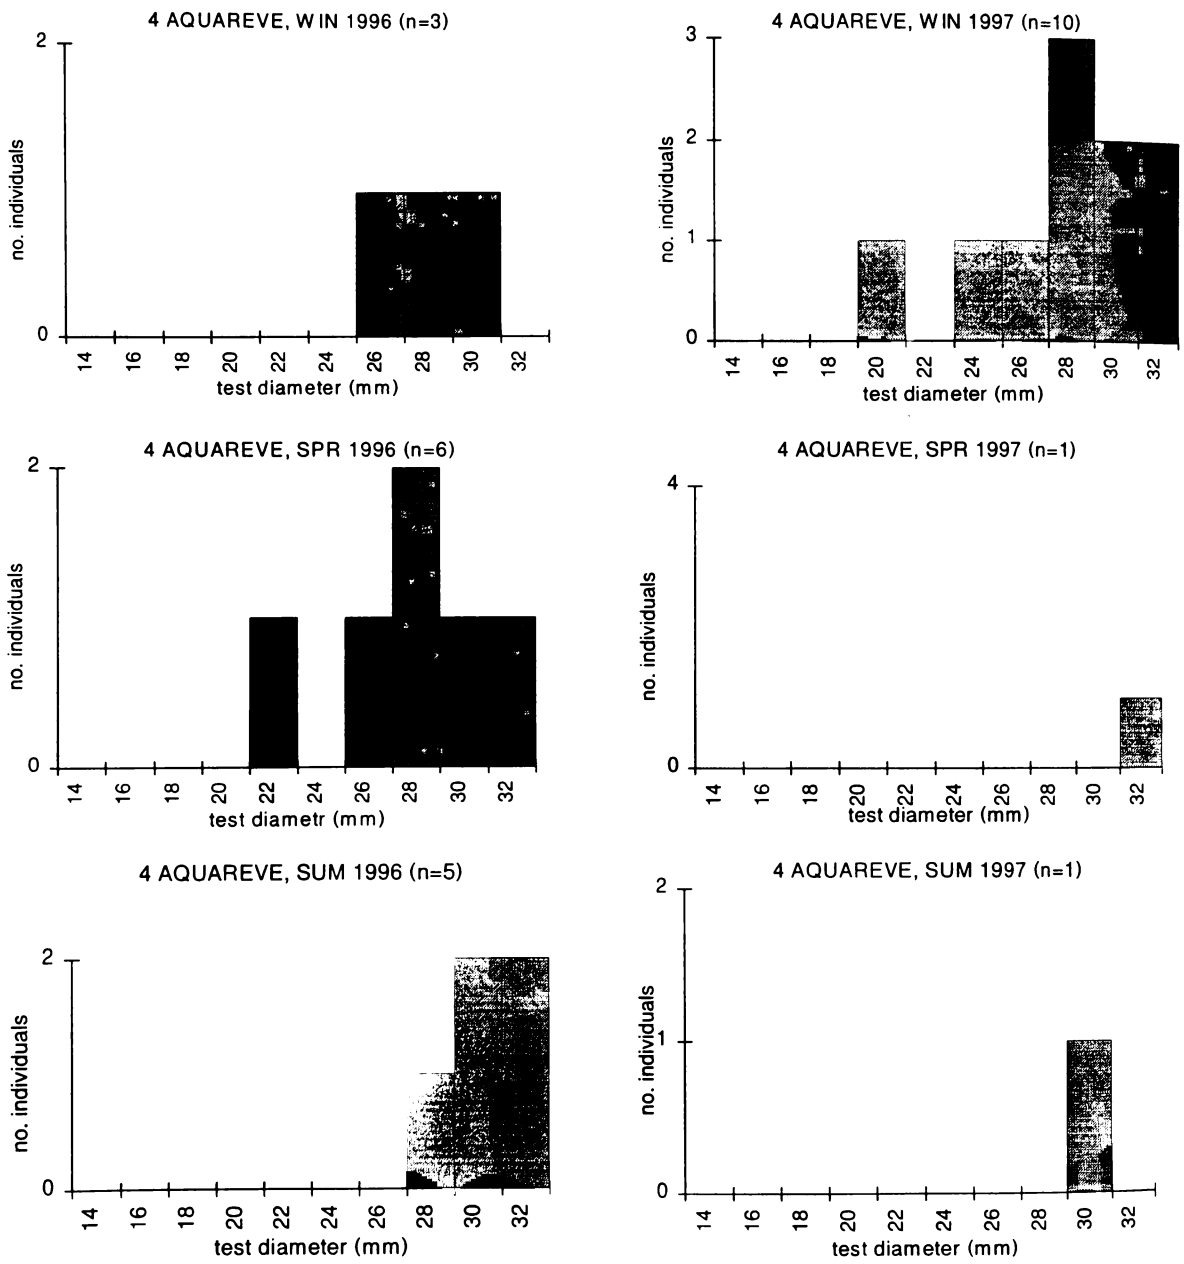 4 AQUAREVE, WIN 1996 (n=3)
2
0
no. individuals
14 16 18 20 22 24 26 28 30 32
test diameter (mm)
4 AQUAREVE, WIN 1997 (n=10)
3
2
1
0
no. individuals
14 16 18 20 22 24 26 28 30 32
test diameter (mm)
4 AQUAREVE, SPR 1996 (n=6)
2
0
no. individuals
14 16 18 20 22 24 26 28 30 32
test diametr (mm)
4 AQUAREVE, SPR 1997 (n=1)
4
2
0
no. individuals
14 16 18 20 22 24 26 28 30 32
test diameter (mm)
4 AQUAREVE, SUM 1996 (n=5)
2
0
no. individuals
14 16 18 20 22 24 26 28 30 32
test diameter (mm)
4 AQUAREVE, SUM 1997 (n=1)
2
1
0
no. individuals
14 16 18 20 22 24 26 28 30 32
test diameter (mm)